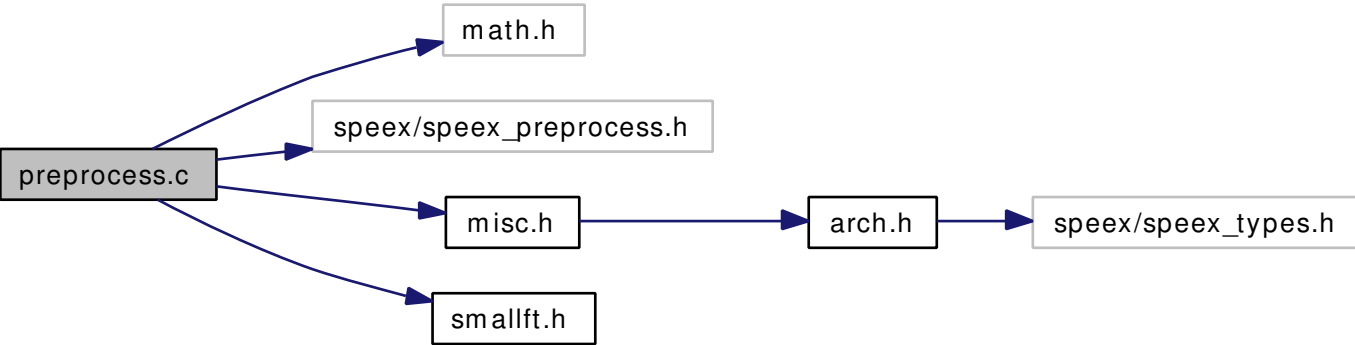 math.h
speex/speex_preprocess.h
preprocess.c
misc.h
arch.h
speex/speex_types.h
smallft.h